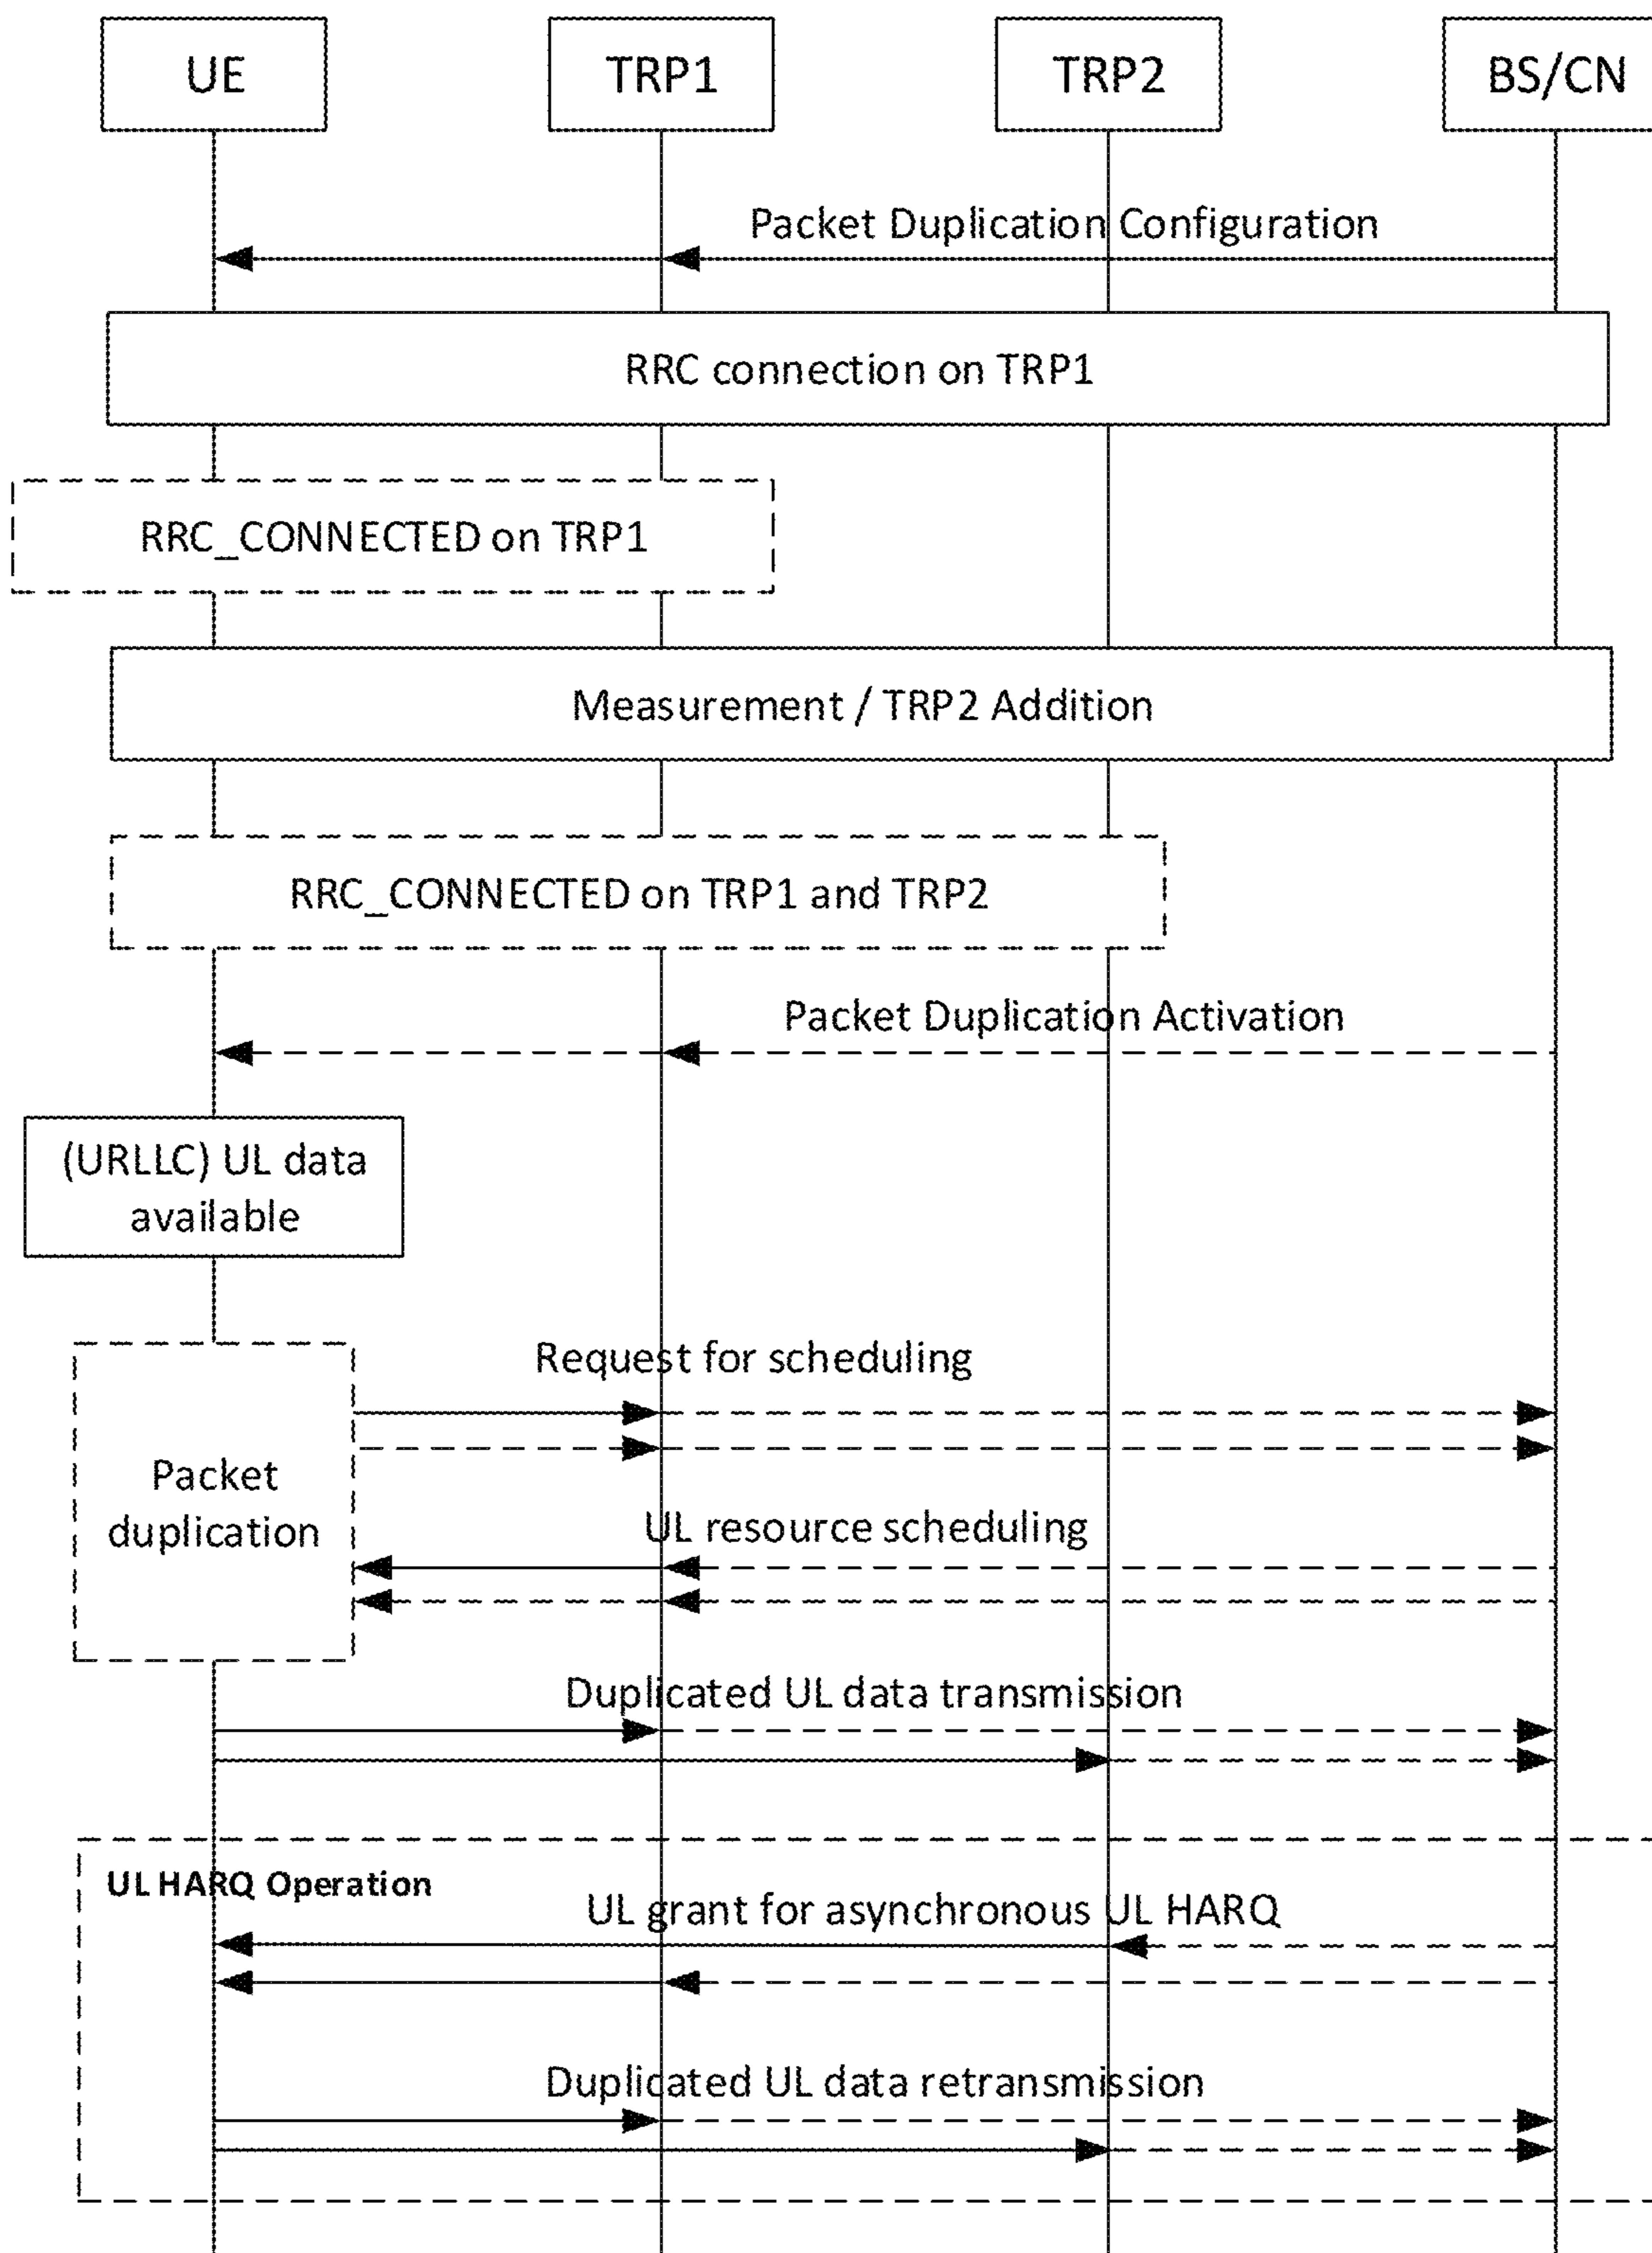 UE
TRP1
TRP2
BS/CN
Packet Duplication Configuration
RRC connection on TRP1
RRC_CONNECTED on TRP1
Measurement / TRP2 Addition
RRC_CONNECTED on TRP1 and TRP2
Packet Duplication Activation
(URLLC) UL data
available
Request for scheduling
Packet
duplication
UL resource scheduling
Duplicated UL data transmission
UL HARQ Operation
UL grant for asynchronous UL HARQ
Duplicated UL data retransmission